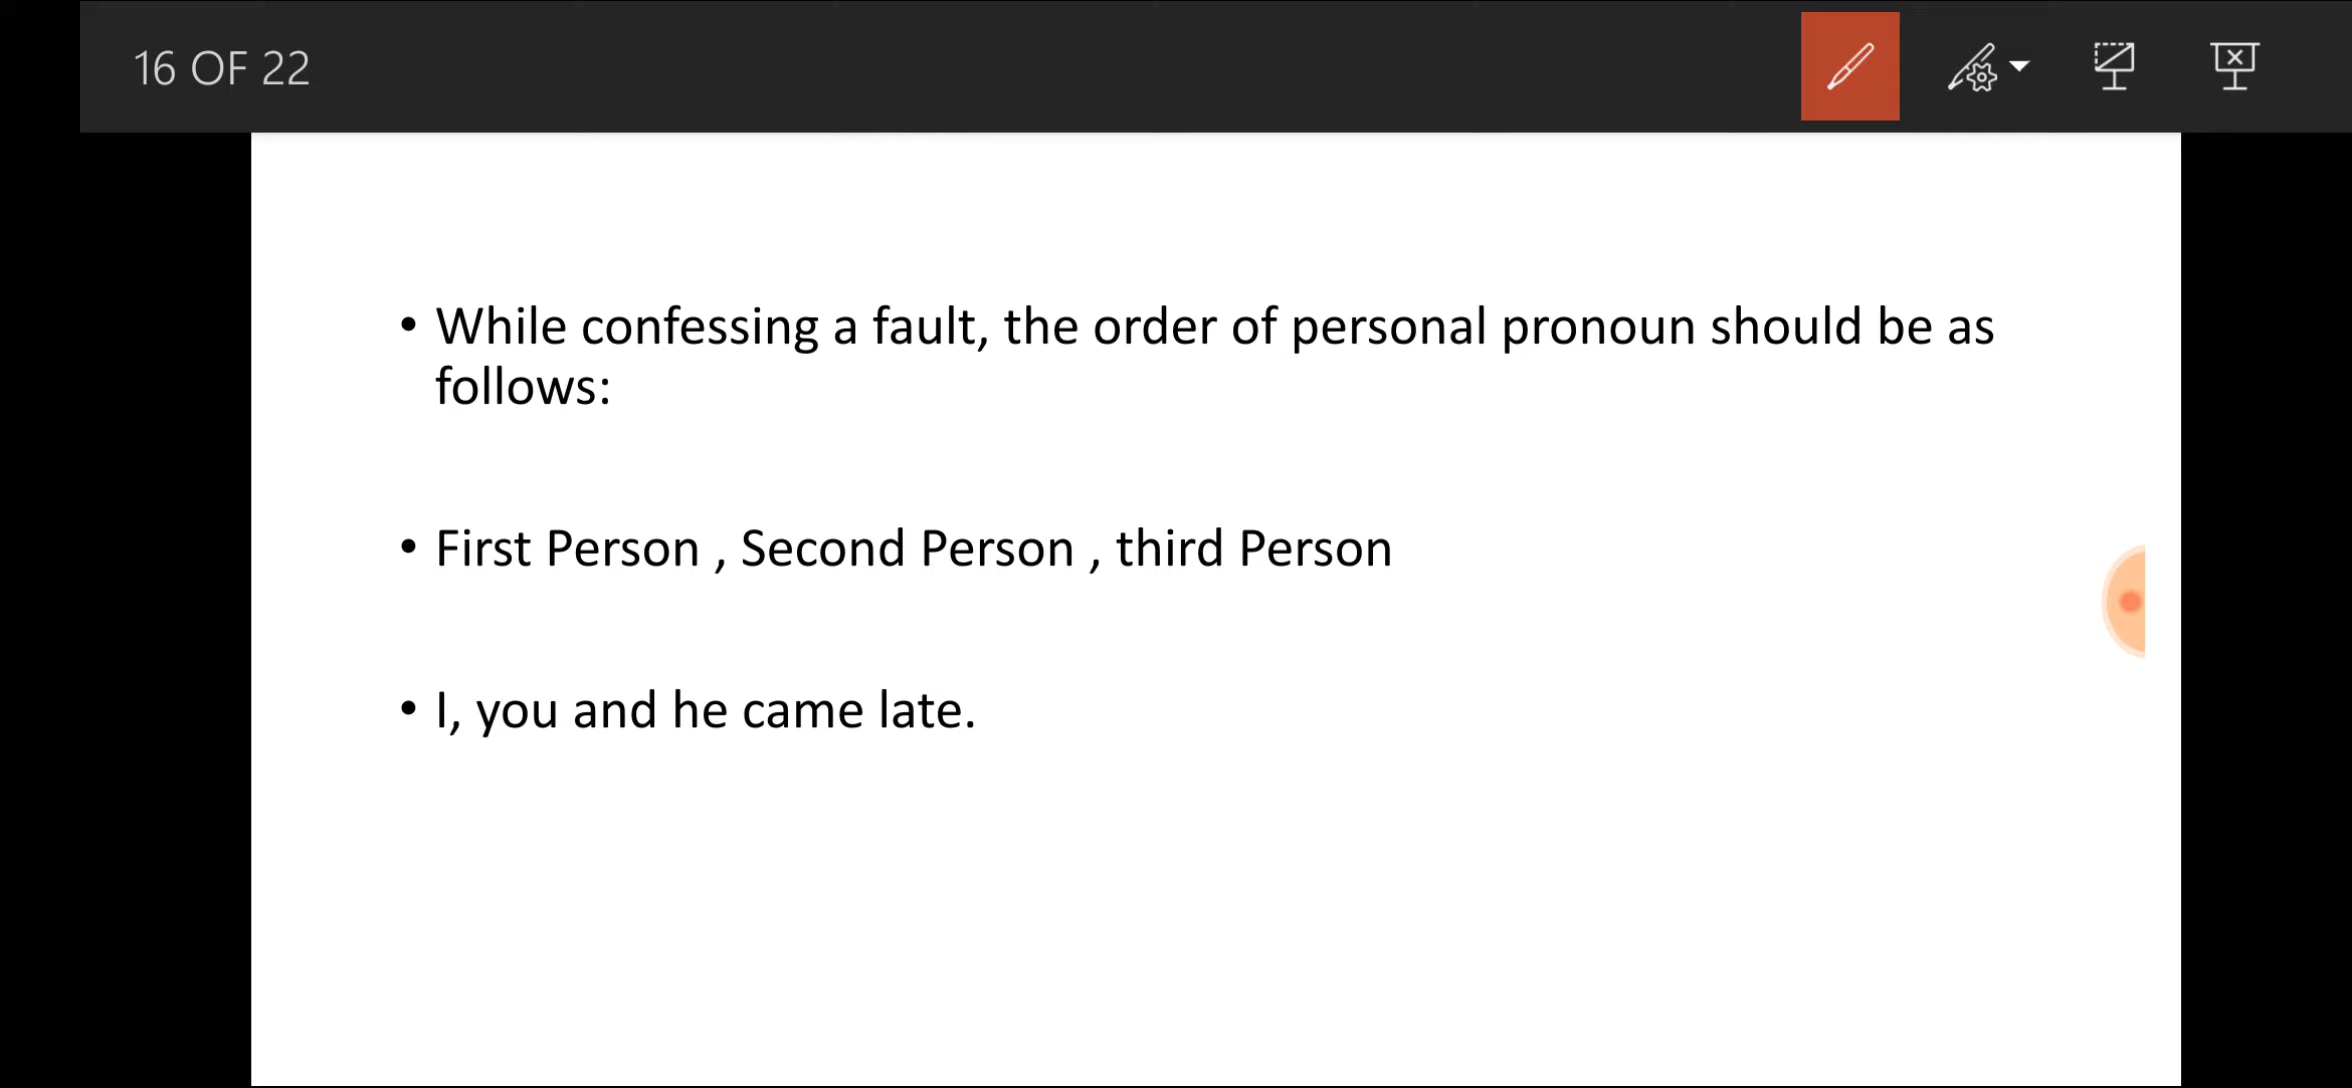 16 OF 22
• While confessing a fault, the order of personal pronoun should be as
follows:
• First Person , Second Person , third Person
• I, you and he came late.